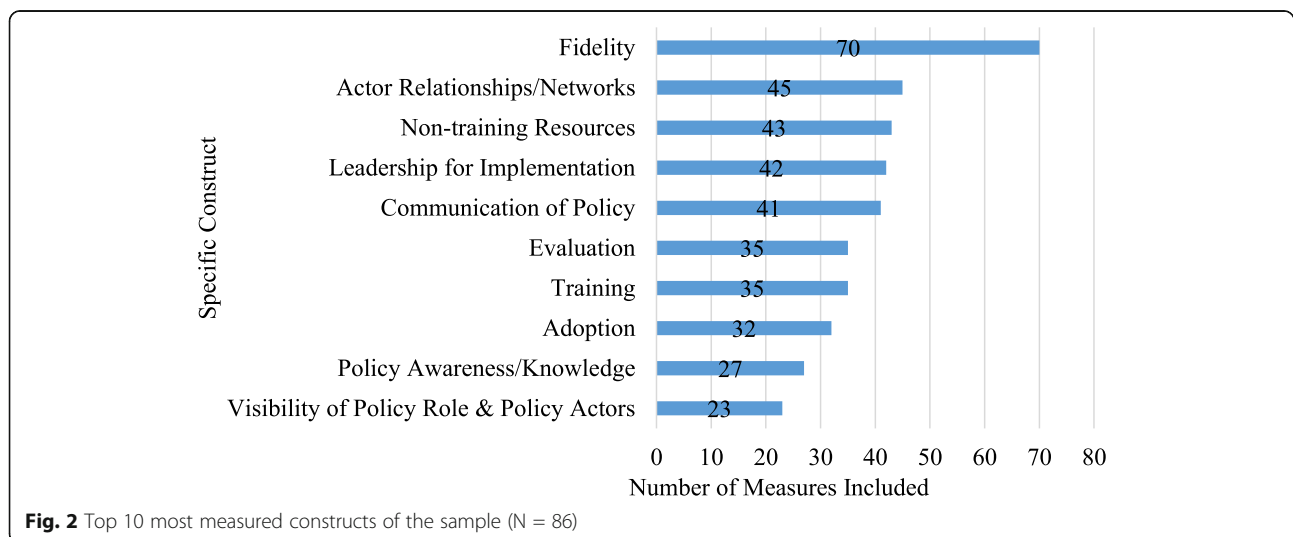 Specific Construct
Fidelity 70
Actor Relationships/Networks 45
Non-training Resources 43
Leadership for Implementation 42
Communication of Policy 41
Evaluation 35
Training 35
Adoption 32
Policy Awareness/Knowledge 27
Visibility of Policy Role & Policy Actors 23
0 10 20 30 40 50 60 70 80
Number of Measures Included
Fig. 2 Top 10 most measured constructs of the sample (N = 86)